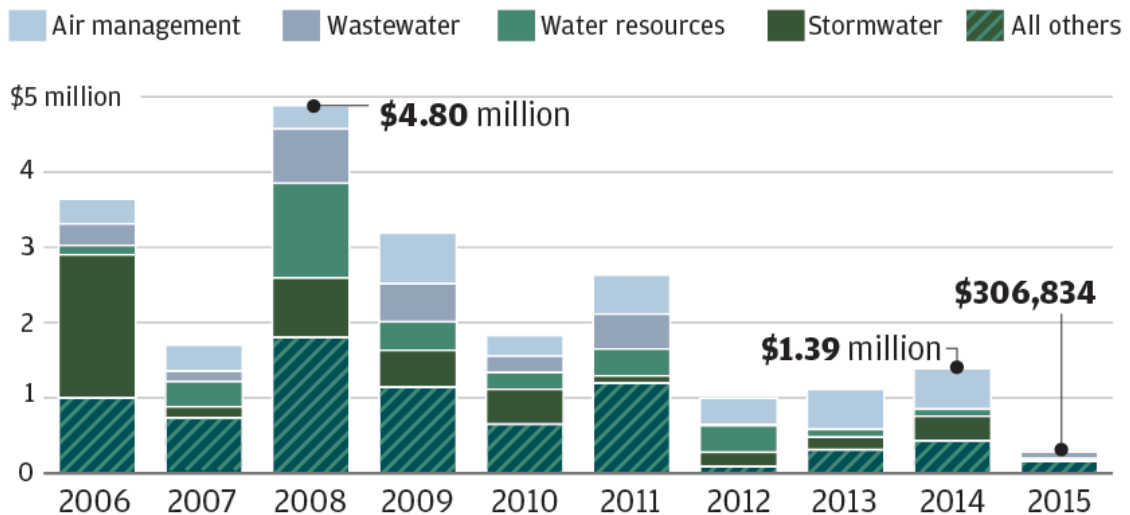 Air management Wastewater Water resources Stormwater All others
$5 million
$4.80 million
4
3
$306,834
2
$1.39 million
1
0
2006 2007 2008 2009 2010 2011 2012 2013 2014 2015